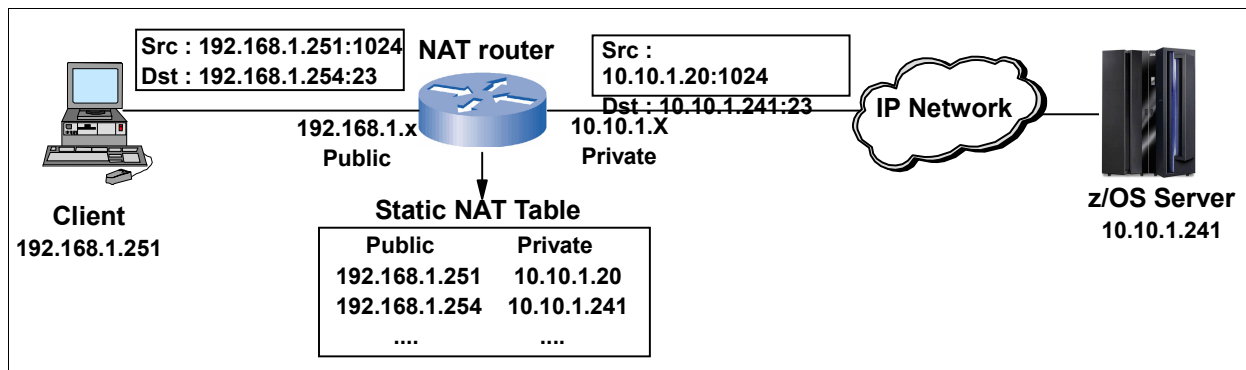 Src : 192.168.1.251:1024
Dst : 192.168.1.254:23
NAT router
Src :
10.10.1.20:1024
Dst : 10.10.1.241:23
192.168.1.x
Public
10.10.1.X
Private
IP Network
Client
192.168.1.251
z/OS Server
10.10.1.241
Static NAT Table
Public Private
192.168.1.251 10.10.1.20
192.168.1.254 10.10.1.241
.... ....